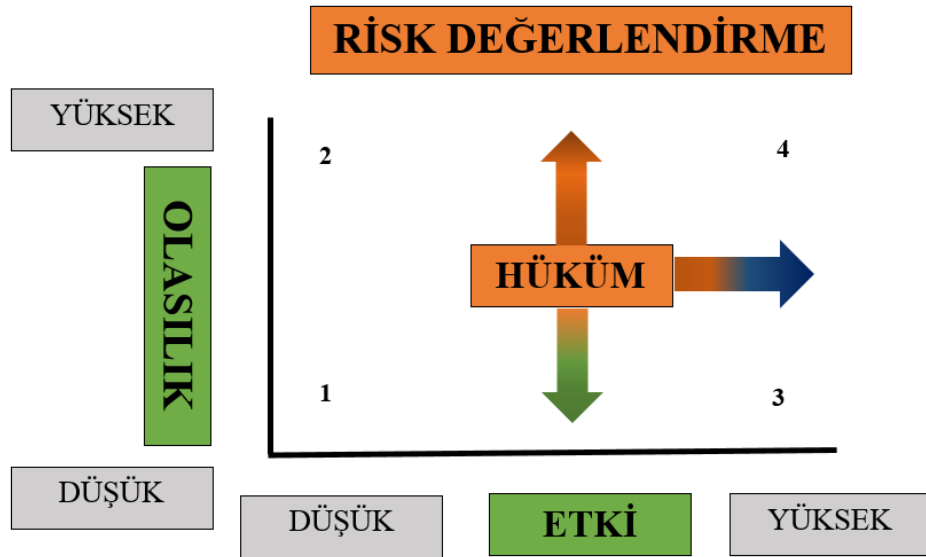 RİSK DEĞERLENDİRME
YÜKSEK
2
4
OLASILIK
HÜKÜM
1
3
DÜŞÜK
DÜŞÜK
ETKİ
YÜKSEK